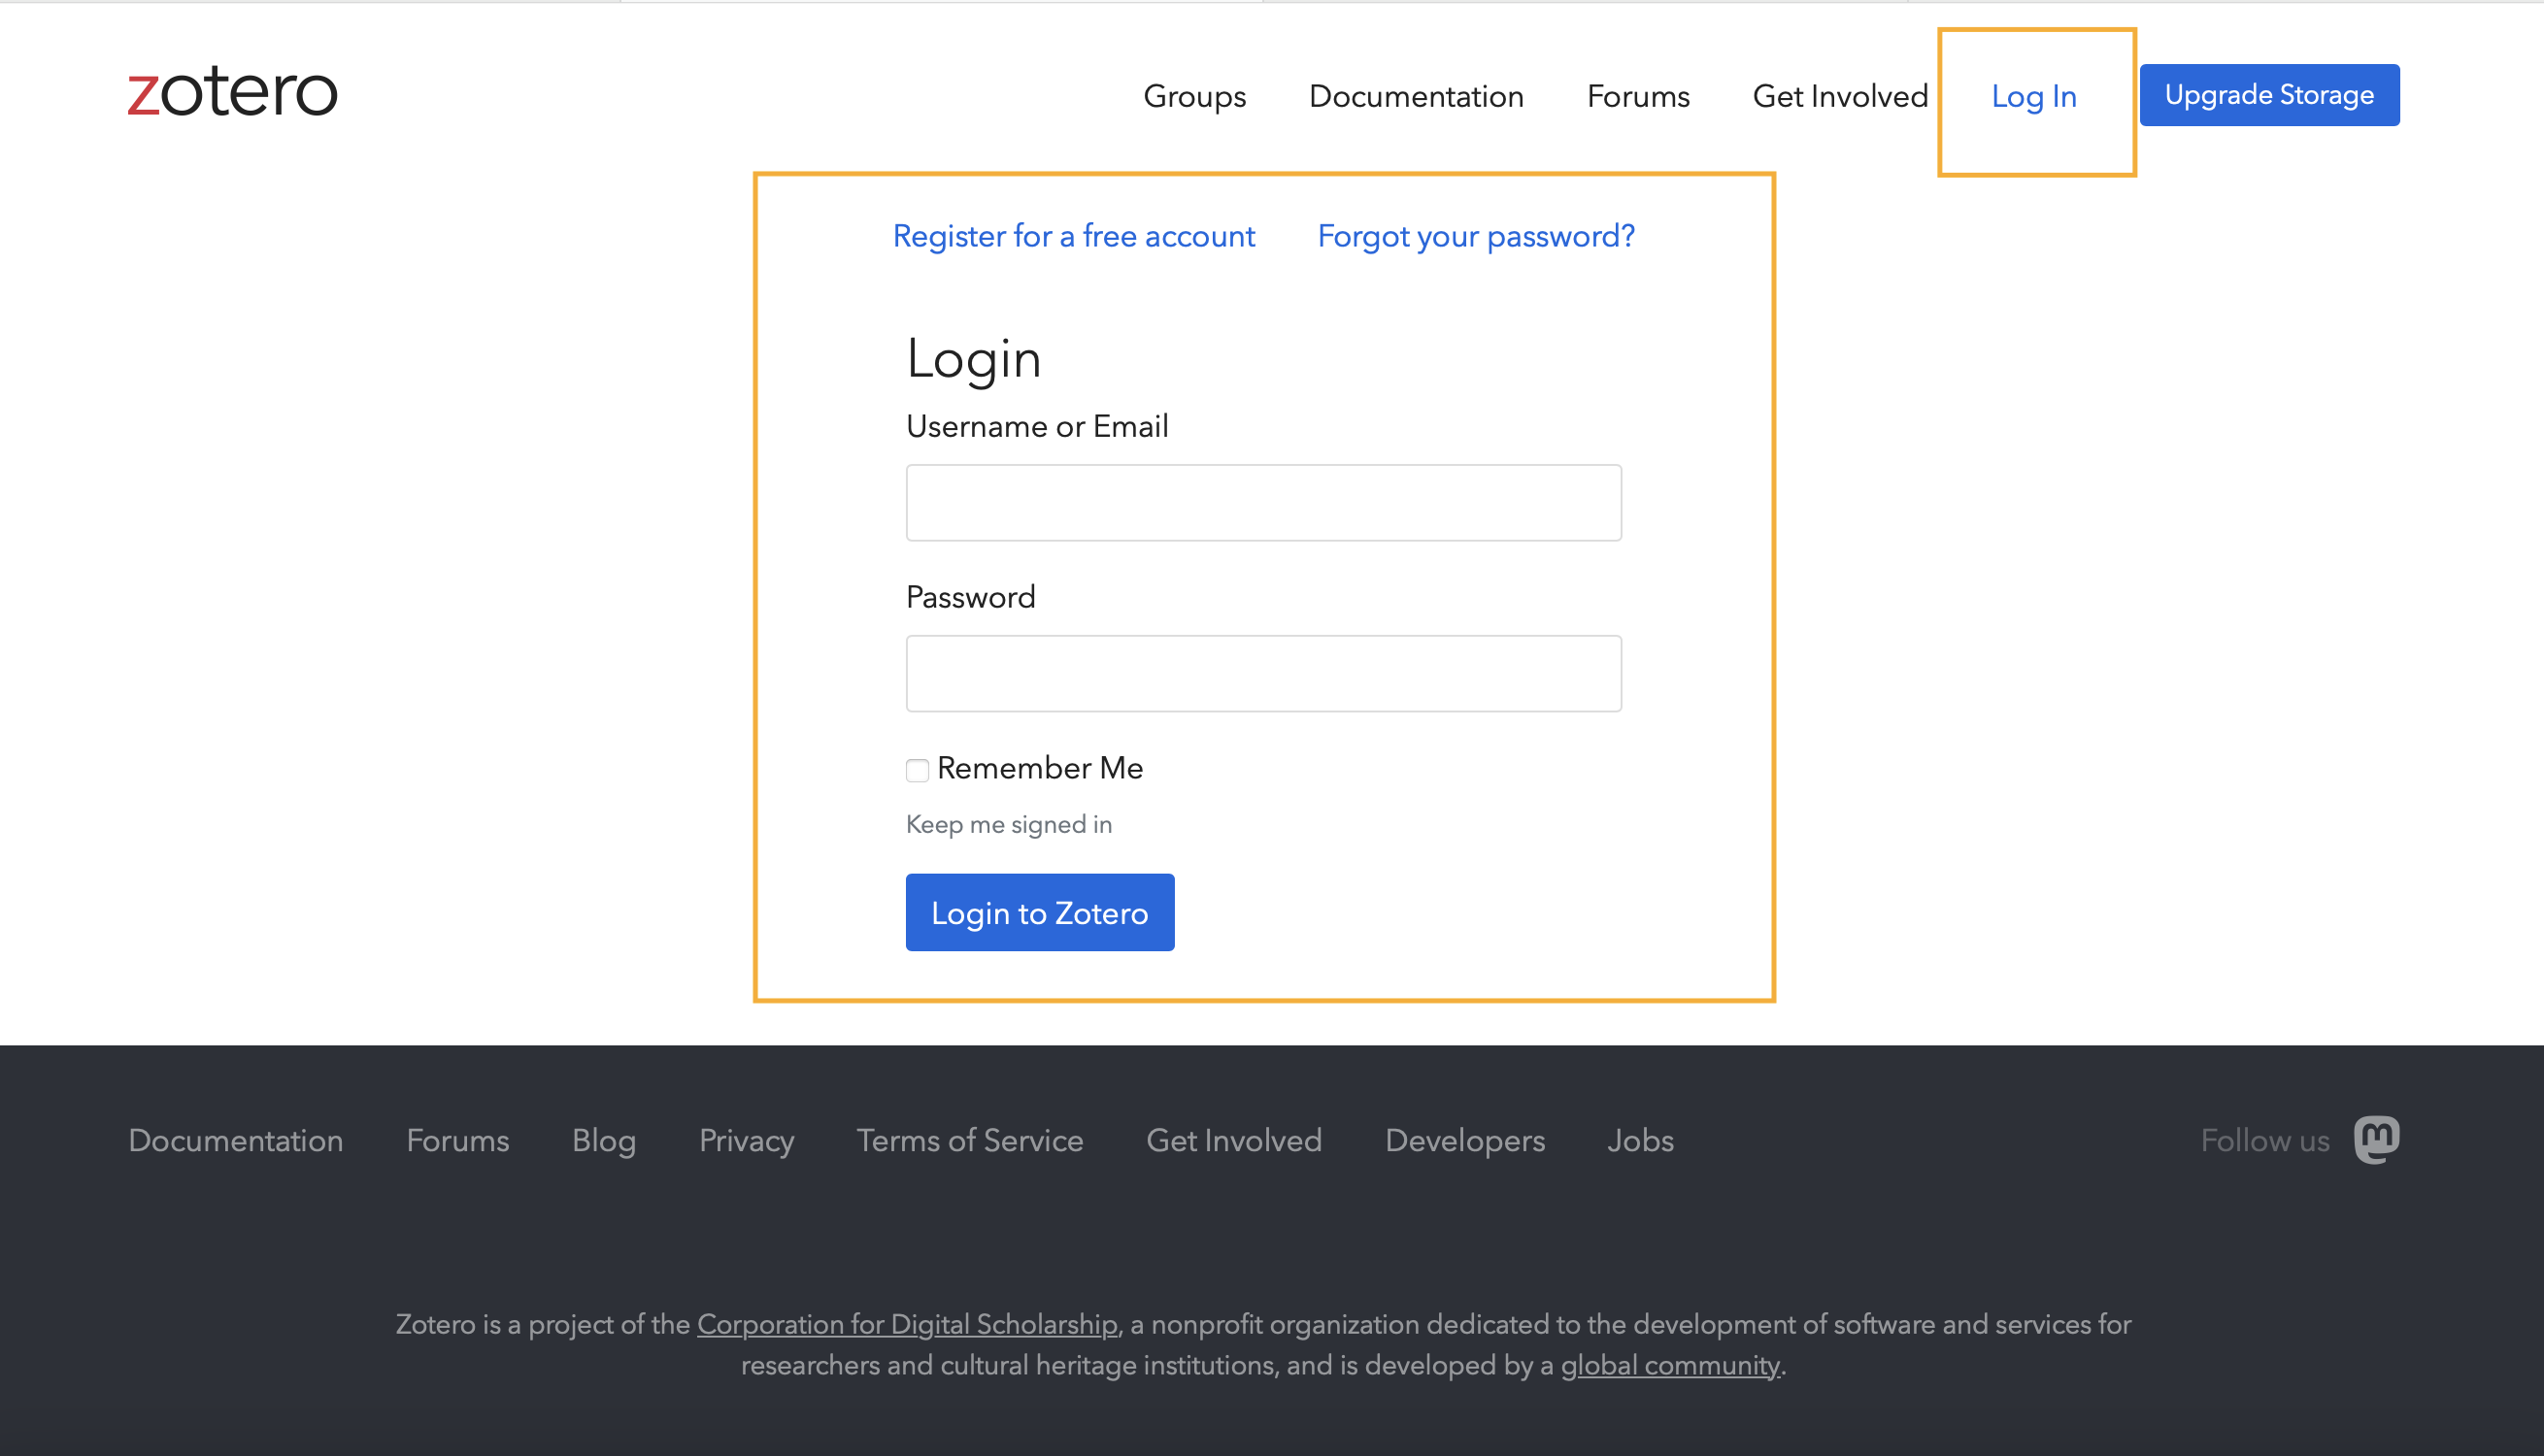 zotero
Groups Documentation Forums Get Involved Log In Upgrade Storage
Register for a free account Forgot your password?
Login
Username or Email
Password
Remember Me
Keep me signed in
Login to Zotero
Documentation Forums Blog Privacy Terms of Service Get Involved Developers Jobs Follow us
Zotero is a project of the Corporation for Digital Scholarship, a nonprofit organization dedicated to the development of software and services for
researchers and cultural heritage institutions, and is developed by a global community.